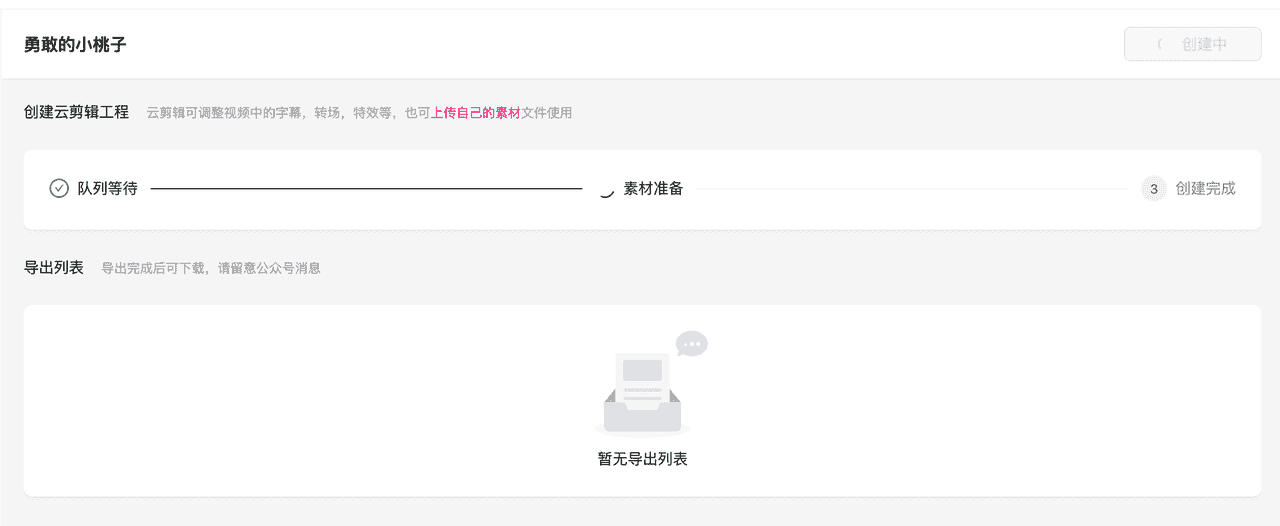 勇敢的小桃子
创建中
创建云剪辑工程 云剪辑可调整视频中的字幕，转场，特效等，也可上传自己的素材文件使用
队列等待 素材准备 3 创建完成
导出列表 导出完成后可下载，请留意公众号消息
暂无导出列表